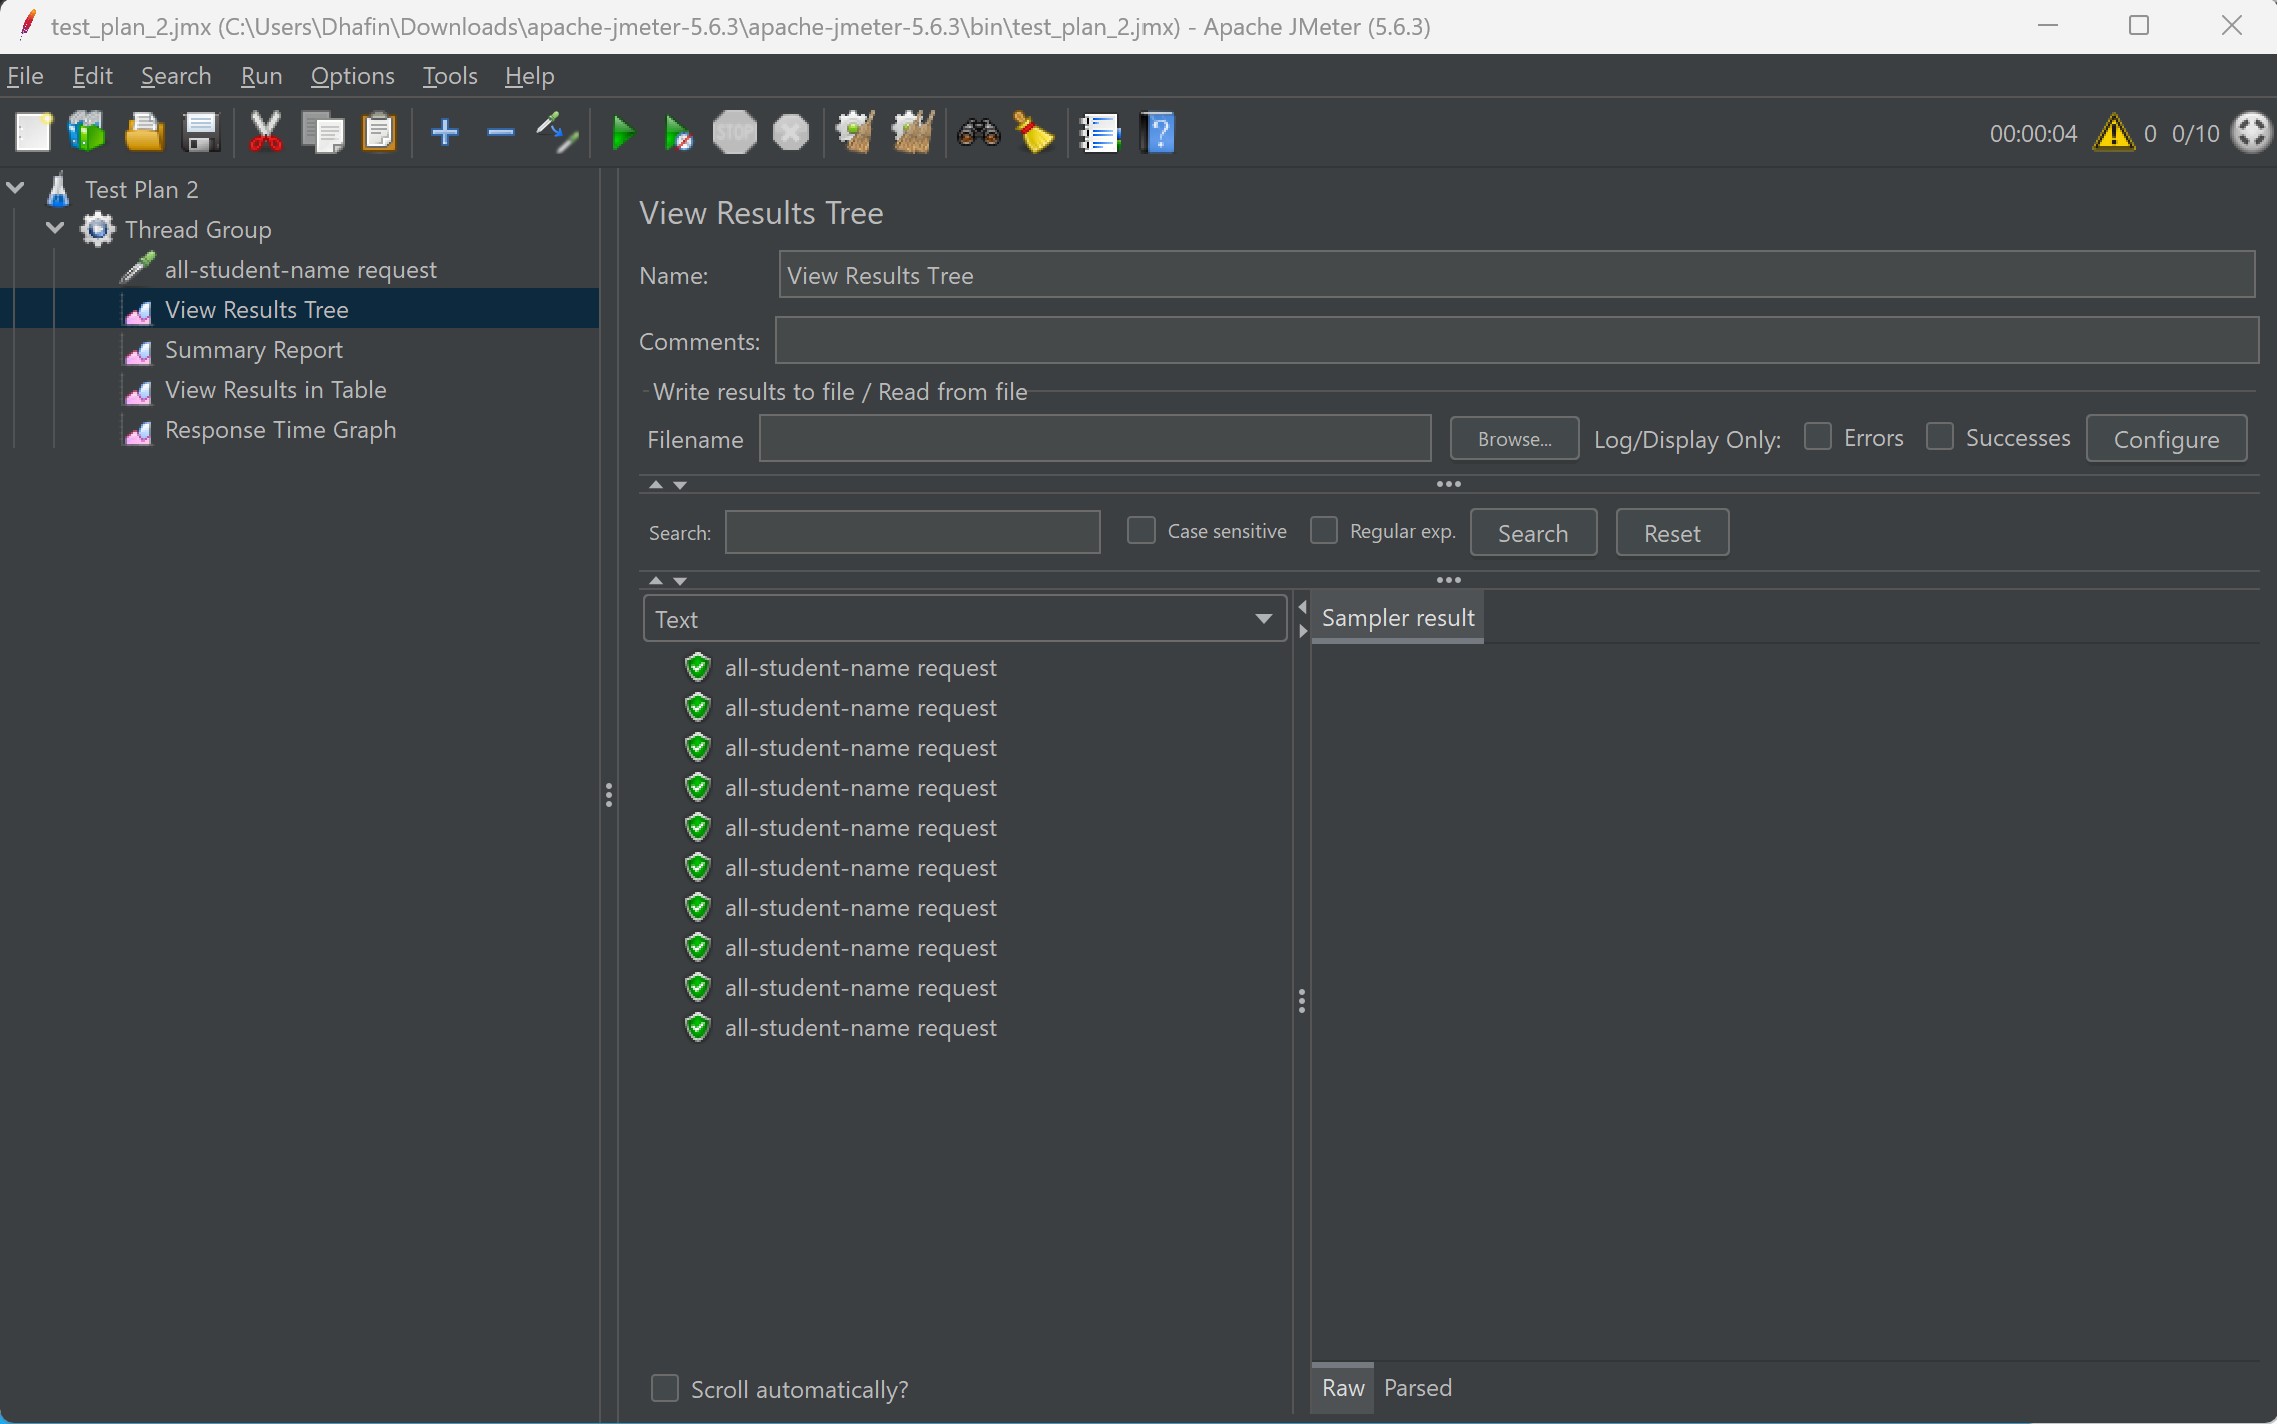 test_plan_2.jmx (C:\Users\Dhafin\Downloads\apache-jmeter-5.6.3\apache-jmeter-5.6.3\bin\test_plan_2.jmx) - Apache JMeter (5.6.3)
File Edit Search Run Options Tools Help
STOP ? 00:00:04 0 0/10
Test Plan 2
Thread Group
all-student-name request
View Results Tree
Summary Report
View Results in Table
Response Time Graph
View Results Tree
Name: View Results Tree
Comments:
Write results to file / Read from file
Filename Browse... Log/Display Only: Errors Successes Configure
Search: Case sensitive Regular exp. Search Reset
Text
Sampler result
all-student-name request
all-student-name request
all-student-name request
all-student-name request
all-student-name request
all-student-name request
all-student-name request
all-student-name request
all-student-name request
all-student-name request
Scroll automatically?
Raw Parsed